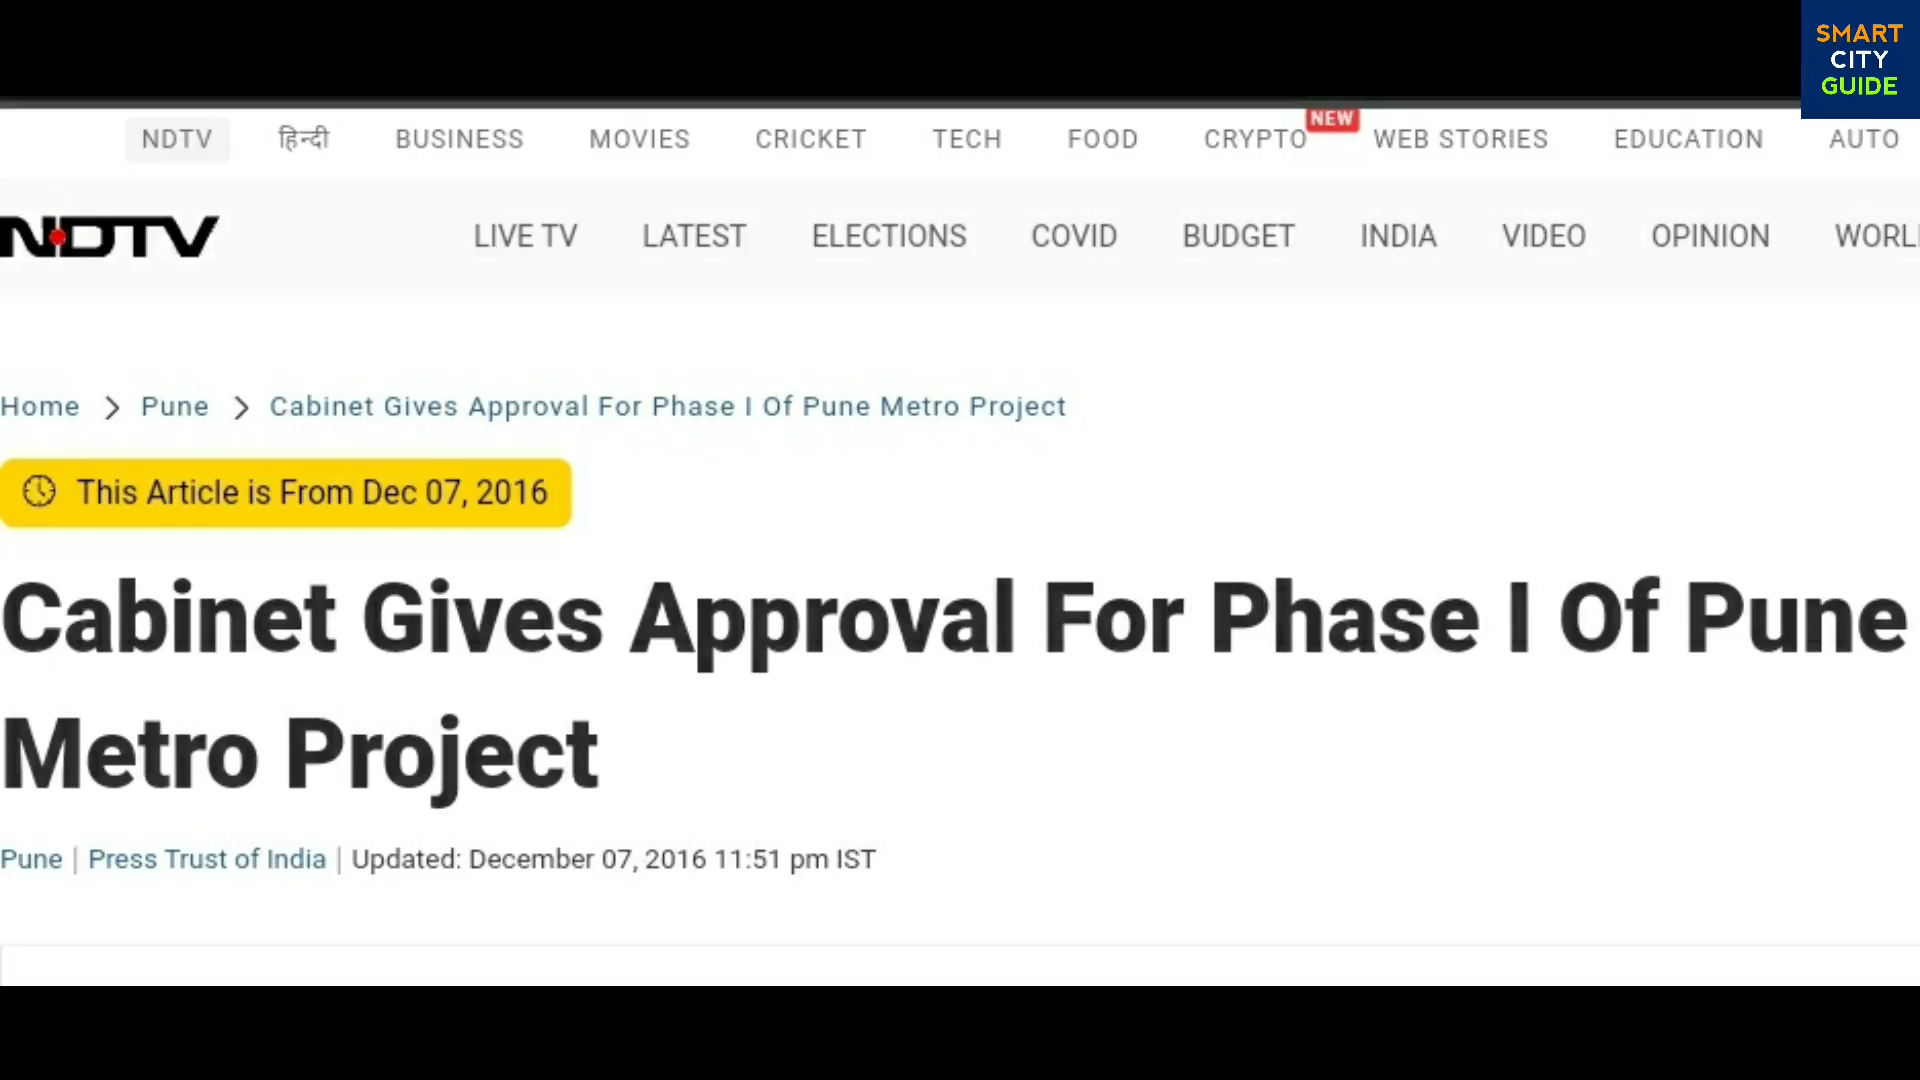 SMART
CITY
GUIDE
NDTV हिन्दी BUSINESS MOVIES CRICKET TECH FOOD CRYPTO NEW WEB STORIES EDUCATION AUTO
NDTV LIVE TV LATEST ELECTIONS COVID BUDGET INDIA VIDEO OPINION WORL
Home > Pune > Cabinet Gives Approval For Phase I Of Pune Metro Project
This Article is From Dec 07, 2016
Cabinet Gives Approval For Phase I Of Pune
Metro Project
Pune | Press Trust of India | Updated: December 07, 2016 11:51 pm IST